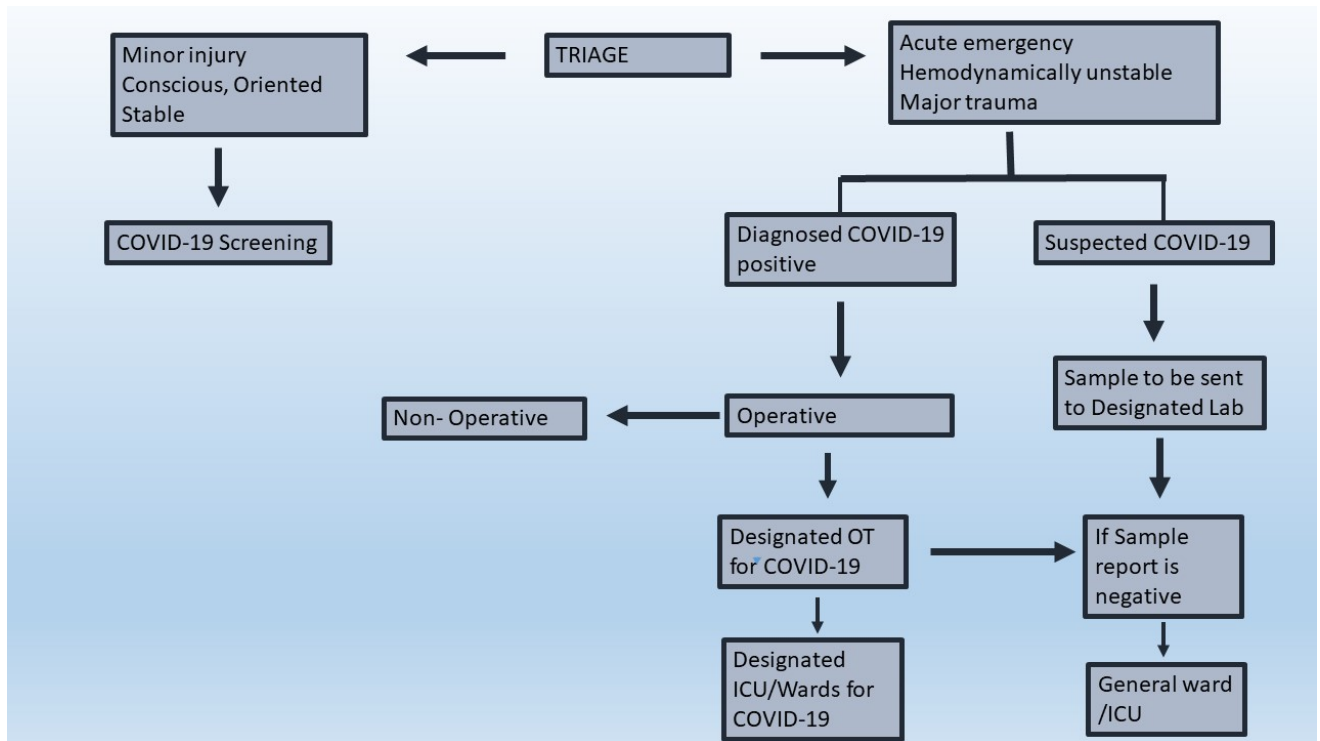 Minor injury
Conscious, Oriented
Stable
TRIAGE
Acute emergency
Hemodynamically unstable
Major trauma
COVID-19 Screening
Diagnosed COVID-19
positive
Suspected COVID-19
Non- Operative
Operative
Sample to be sent
to Designated Lab
Designated OT
for COVID-19
If Sample
report is
negative
Designated
ICU/Wards for
COVID-19
General ward
/ICU